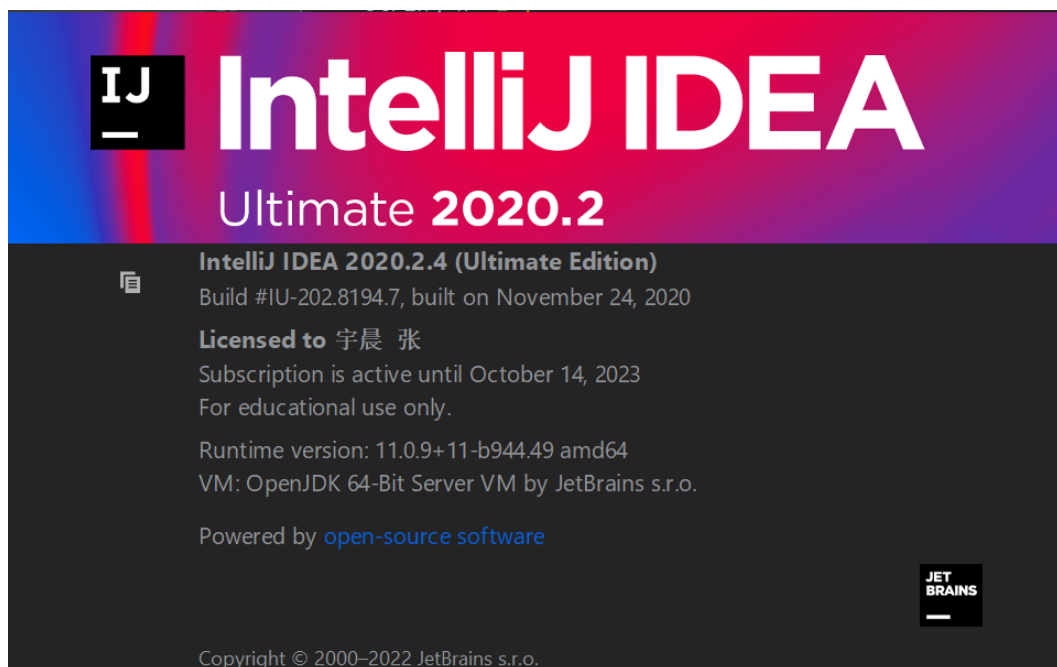 IJ
IntelliJ IDEA
Ultimate 2020.2
IntelliJ IDEA 2020.2.4 (Ultimate Edition)
Build #IU-202.8194.7, built on November 24, 2020
Licensed to 宇晨 张
Subscription is active until October 14, 2023
For educational use only.
Runtime version: 11.0.9+11-b944.49 amd64
VM: OpenJDK 64-Bit Server VM by JetBrains s.r.o.
Powered by open-source software
JET
BRAINS
Copyright © 2000–2022 JetBrains s.r.o.